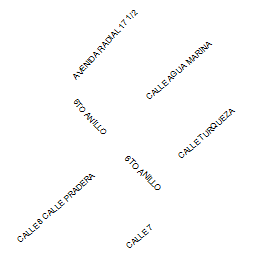 AVENIDA RADIAL 17 1/2
CALLE AGUA MARINA
6TO ANILLO
CALLE TURQUEZA
6TO ANILLO
CALLE 8 CALLE PRADERA
CALLE 7